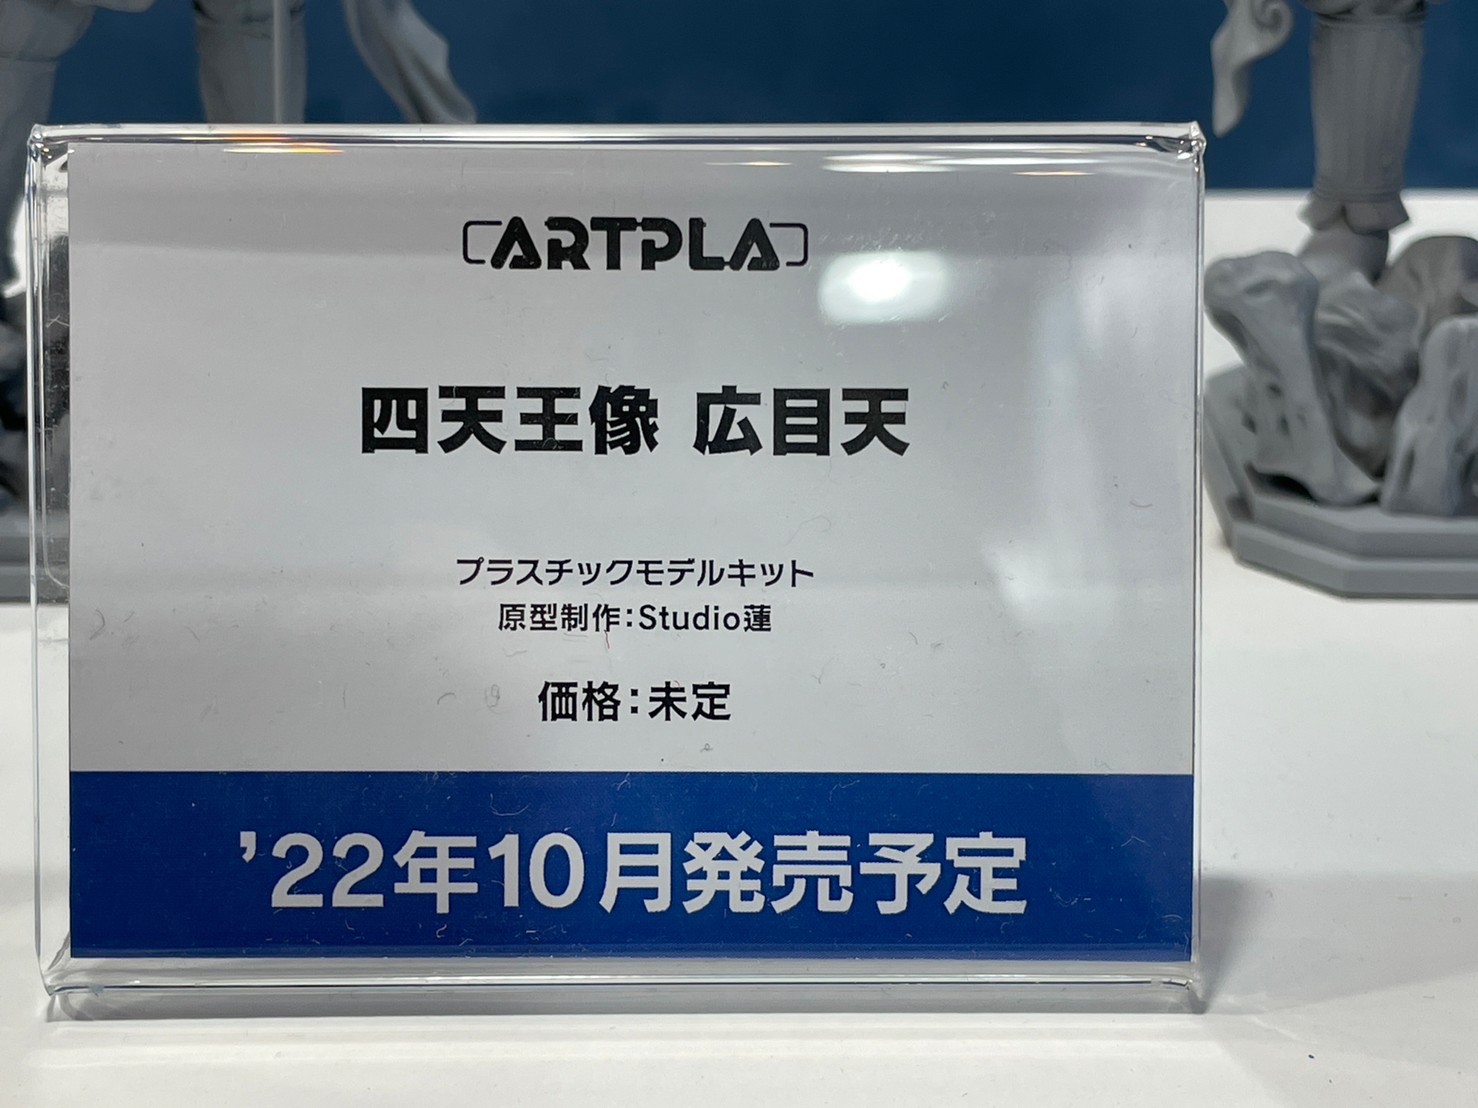 ARTPLA
四天王像 広目天
プラスチックモデルキット
原型制作：Studio蓮
価格：未定
’22年10月発売予定